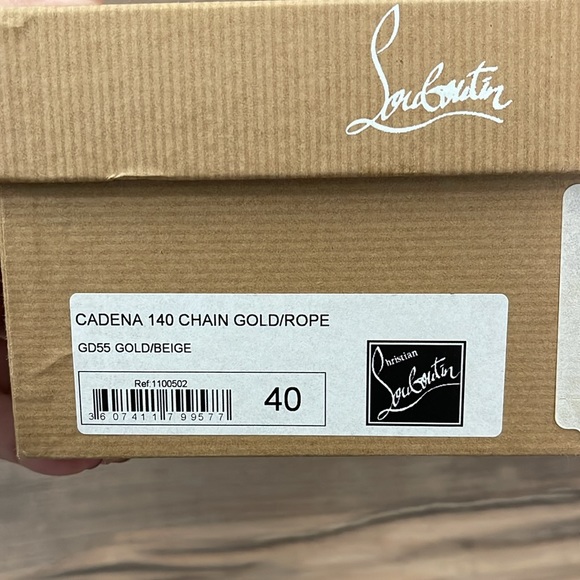 Louboutin
CADENA 140 CHAIN GOLD/ROPE
GD55 GOLD/BEIGE
Ref:1100502
3607411799577
40
Christian
Louboutin